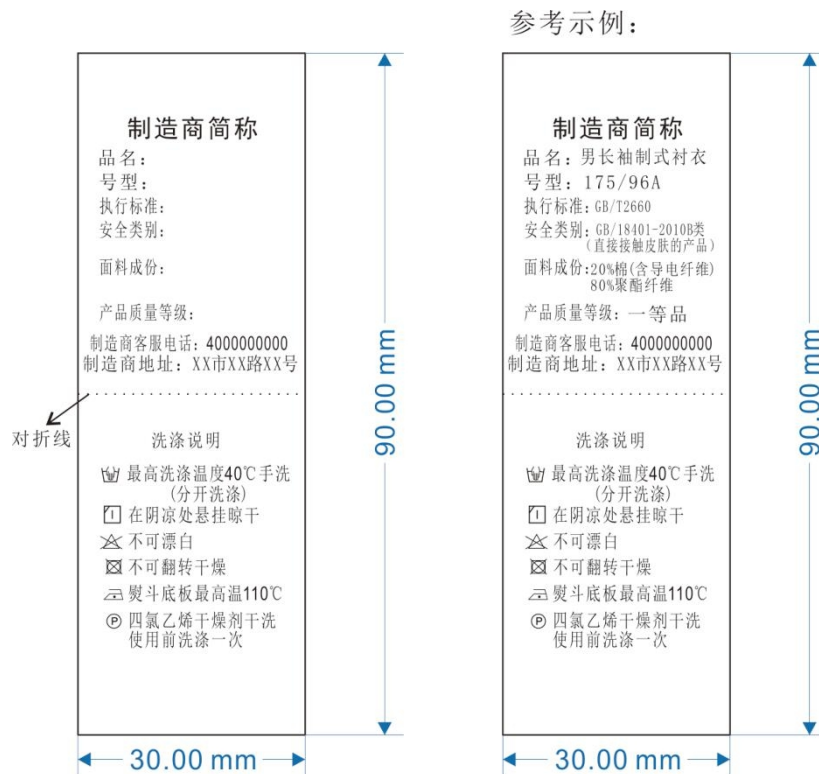 制造商简称
品名：
号型：
执行标准：
安全类别：
面料成份：
产品质量等级：
制造商客服电话：4000000000
制造商地址：XX市XX路XX号
对折线
洗涤说明
最高洗涤温度40℃手洗
(分开洗涤)
在阴凉处悬挂晾干
不可漂白
不可翻转干燥
熨斗底板最高温110℃
P 四氯乙烯干燥剂干洗
使用前洗涤一次
90.00 mm
30.00 mm
参考示例：
制造商简称
品名：男长袖制式衬衣
号型：175/96A
执行标准：GB/T2660
安全类别：GB/18401-2010B类
(直接接触皮肤的产品)
面料成份：20%棉(含导电纤维)
80%聚酯纤维
产品质量等级：一等品
制造商客服电话：4000000000
制造商地址：XX市XX路XX号
洗涤说明
最高洗涤温度40℃手洗
(分开洗涤)
在阴凉处悬挂晾干
不可漂白
不可翻转干燥
熨斗底板最高温110℃
P 四氯乙烯干燥剂干洗
使用前洗涤一次
90.00 mm
30.00 mm